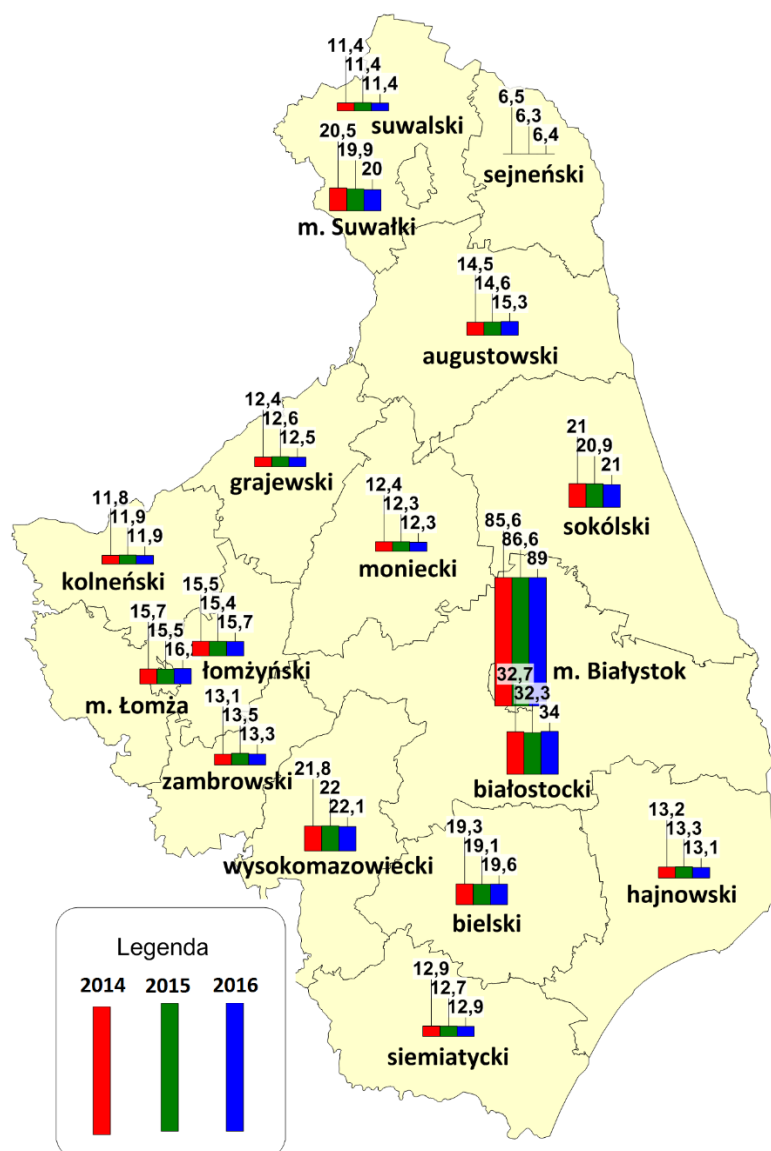 11,4
11,4
11,4
suwalski
6,5
6,3
6,4
sejneński
20,5
19,9
20
m. Suwałki
14,5
14,6
15,3
augustowski
12,4
12,6
12,5
grajewski
12,4
12,3
12,3
moniecki
21
20,9
21
sokólski
11,8
11,9
11,9
kolneński
85,6
86,6
89
m. Białystok
15,5
15,4
15,7
łomżyński
15,7
15,5
m. Łomża
32,7
32,3
34
białostocki
13,1
13,5
13,3
zambrowski
21,8
22
22,1
wysokomazowiecki
19,3
19,1
19,6
bielski
13,2
13,3
13,1
hajnowski
12,9
12,7
12,9
siemiatycki
Legenda
2014 2015 2016